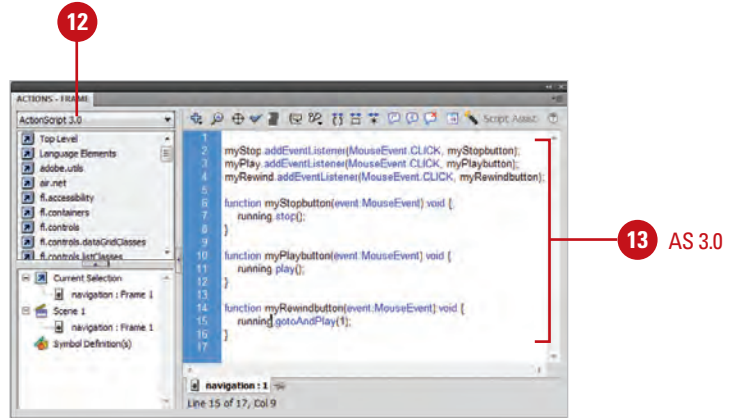 12
ACTIONS - FRAME
ActionScript 3.0
Script Assist
Top Level
Language Elements
adobe.utils
air.net
fl.accessibility
fl.containers
fl.controls
fl.controls.dataGridClasses
fl.controls.listClasses
Current Selection
navigation : Frame 1
Scene 1
navigation : Frame 1
Symbol Definition(s)
1
2 myStop.addEventListener(MouseEvent.CLICK, myStopbutton);
3 myPlay.addEventListener(MouseEvent.CLICK, myPlaybutton);
4 myRewind.addEventListener(MouseEvent.CLICK, myRewindbutton);
5
6 function myStopbutton(event:MouseEvent) void {
7 running.stop();
8 }
9
10 function myPlaybutton(event:MouseEvent) void {
11 running.play();
12 }
13
14 function myRewindbutton(event:MouseEvent) void {
15 running.gotoAndPlay(1);
16 }
17
13 AS 3.0
navigation : 1
Line 15 of 17, Col 9